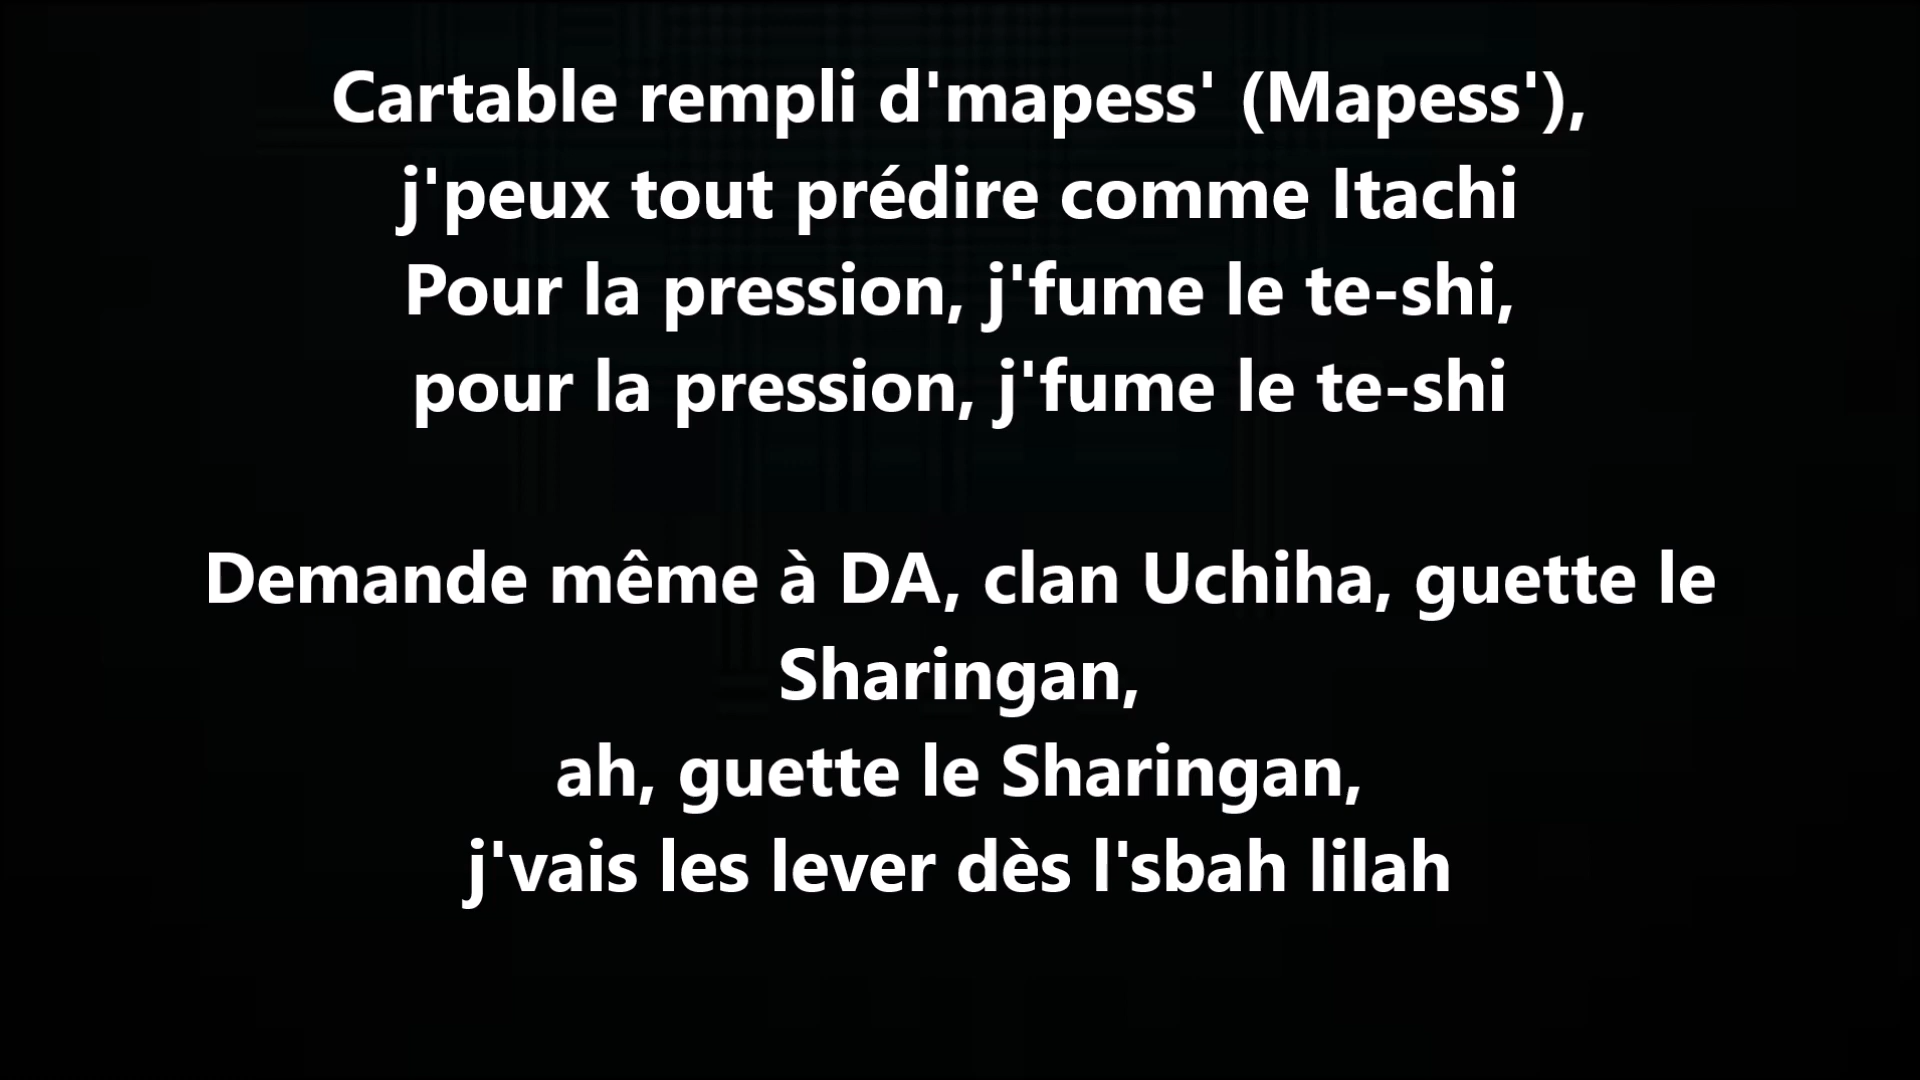 Cartable rempli d'mapess' (Mapess'),
j'peux tout prédire comme Itachi
Pour la pression, j'fume le te-shi,
pour la pression, j'fume le te-shi
Demande même à DA, clan Uchiha, guette le
Sharingan,
ah, guette le Sharingan,
j'vais les lever dès l'sbah lilah